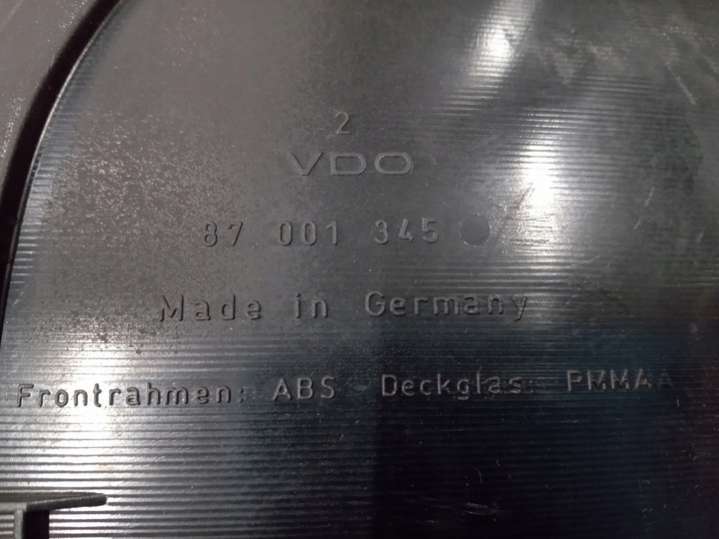 2
VDO
87 001 345
Made in Germany
Frontrahmen: ABS Deckglas: PMMA